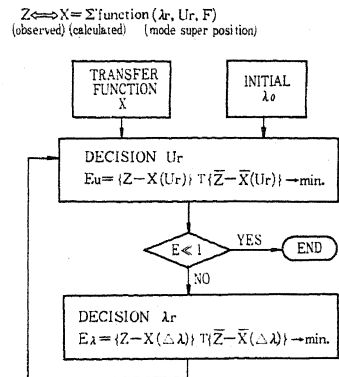 Z⟺X=Σfunction(λr, Ur, F)
(observed) (calculated) (mode super position)
TRANSFER
FUNCTION
X
INITIAL
λo
DECISION Ur
Eu={Z−X(Ur)}T{Z̅−X̅(Ur)}→min.
E≪1
YES
END
NO
DECISION λr
Eλ={Z−X(△λ)}T{Z̅−X̅(△λ)}→min.